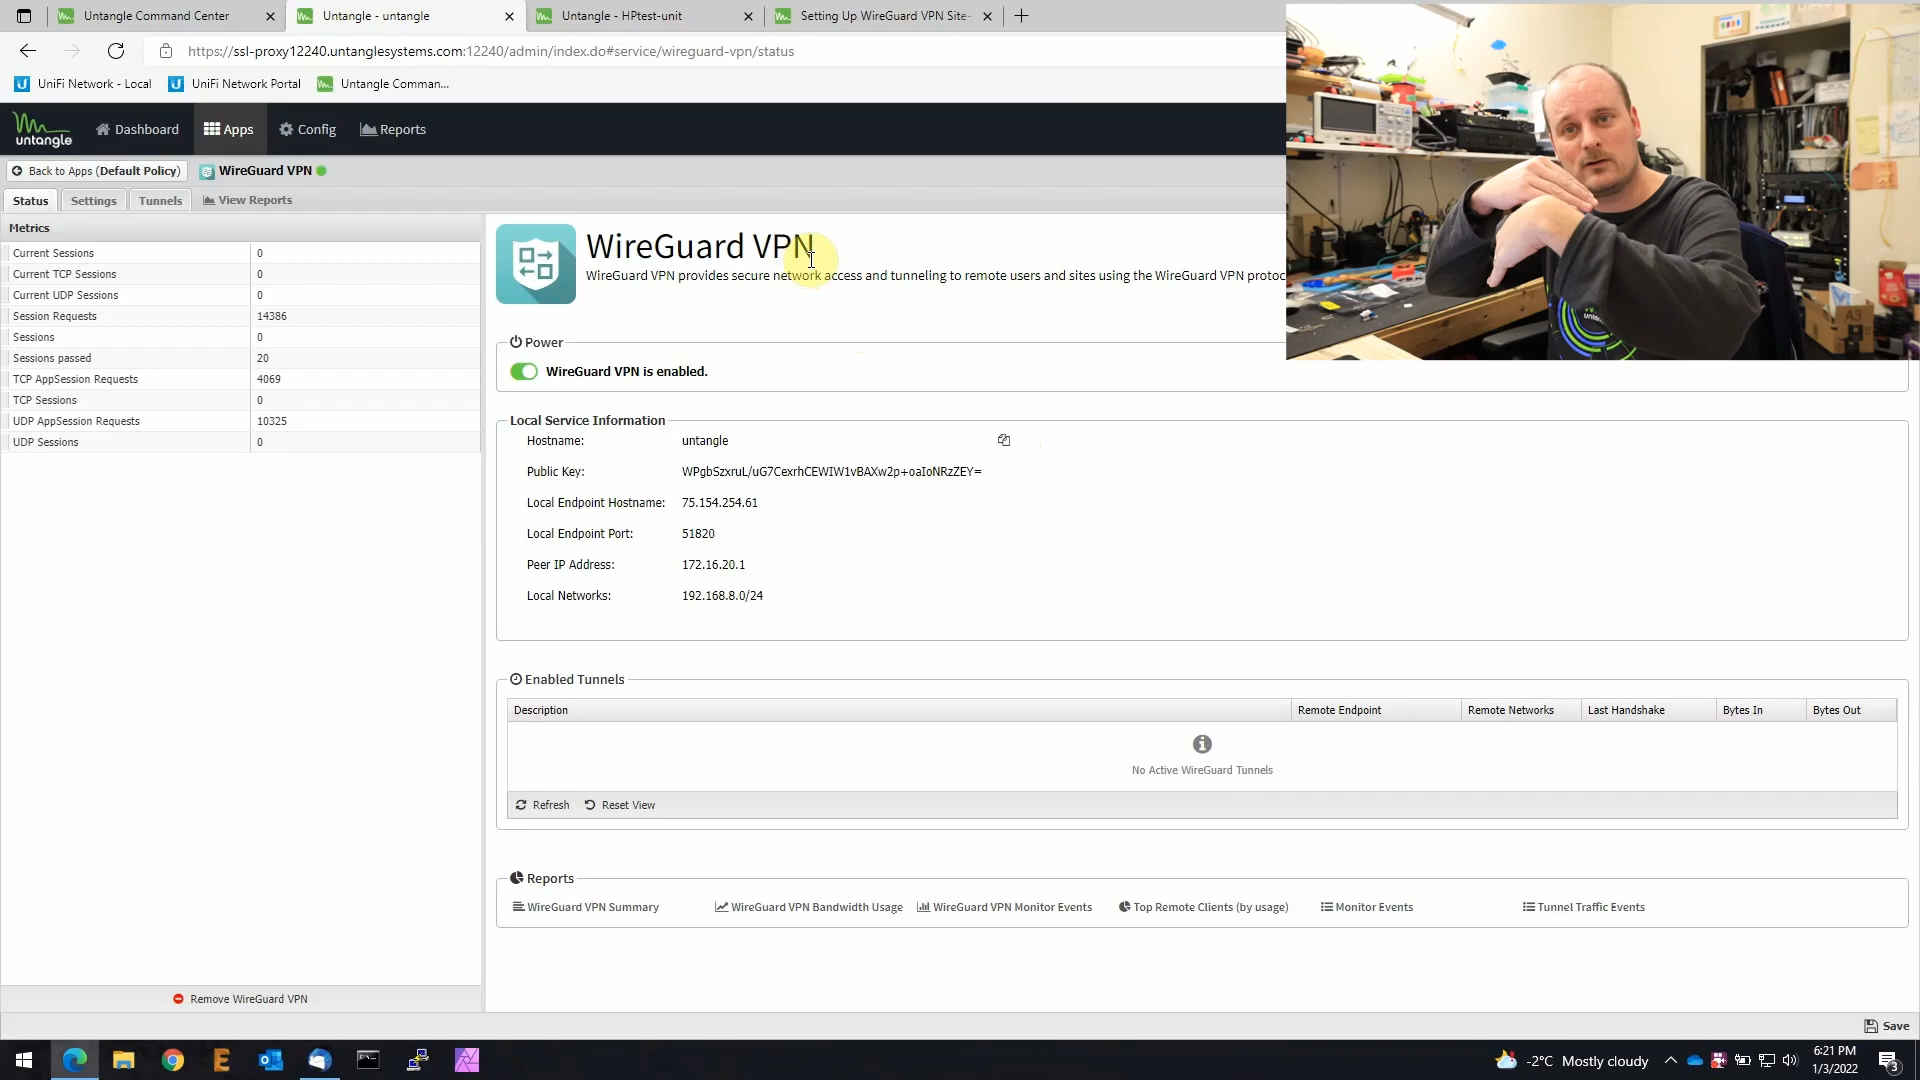 Untangle Command Center
Untangle - untangle
Untangle - HPtest-unit
Setting Up WireGuard VPN Site-
https://ssl-proxy12240.untanglesystems.com:12240/admin/index.do#service/wireguard-vpn/status
UniFi Network - Local
UniFi Network Portal
Untangle Comman...
untangle
Dashboard
Apps
Config
Reports
Back to Apps (Default Policy)
WireGuard VPN
Status
Settings
Tunnels
View Reports
Metrics
Current Sessions 0
Current TCP Sessions 0
Current UDP Sessions 0
Session Requests 14386
Sessions 0
Sessions passed 20
TCP AppSession Requests 4069
TCP Sessions 0
UDP AppSession Requests 10325
UDP Sessions 0
Remove WireGuard VPN
WireGuard VPN
WireGuard VPN provides secure network access and tunneling to remote users and sites using the WireGuard VPN protoc
Power
WireGuard VPN is enabled.
Local Service Information
Hostname: untangle
Public Key: WPgbSzxruL/uG7CexrhCEWIW1vBAXw2p+oaIoNRzZEY=
Local Endpoint Hostname: 75.154.254.61
Local Endpoint Port: 51820
Peer IP Address: 172.16.20.1
Local Networks: 192.168.8.0/24
Enabled Tunnels
Description Remote Endpoint Remote Networks Last Handshake Bytes In Bytes Out
No Active WireGuard Tunnels
Refresh
Reset View
Reports
WireGuard VPN Summary
WireGuard VPN Bandwidth Usage
WireGuard VPN Monitor Events
Top Remote Clients (by usage)
Monitor Events
Tunnel Traffic Events
Save
-2°C Mostly cloudy
6:21 PM
1/3/2022
3